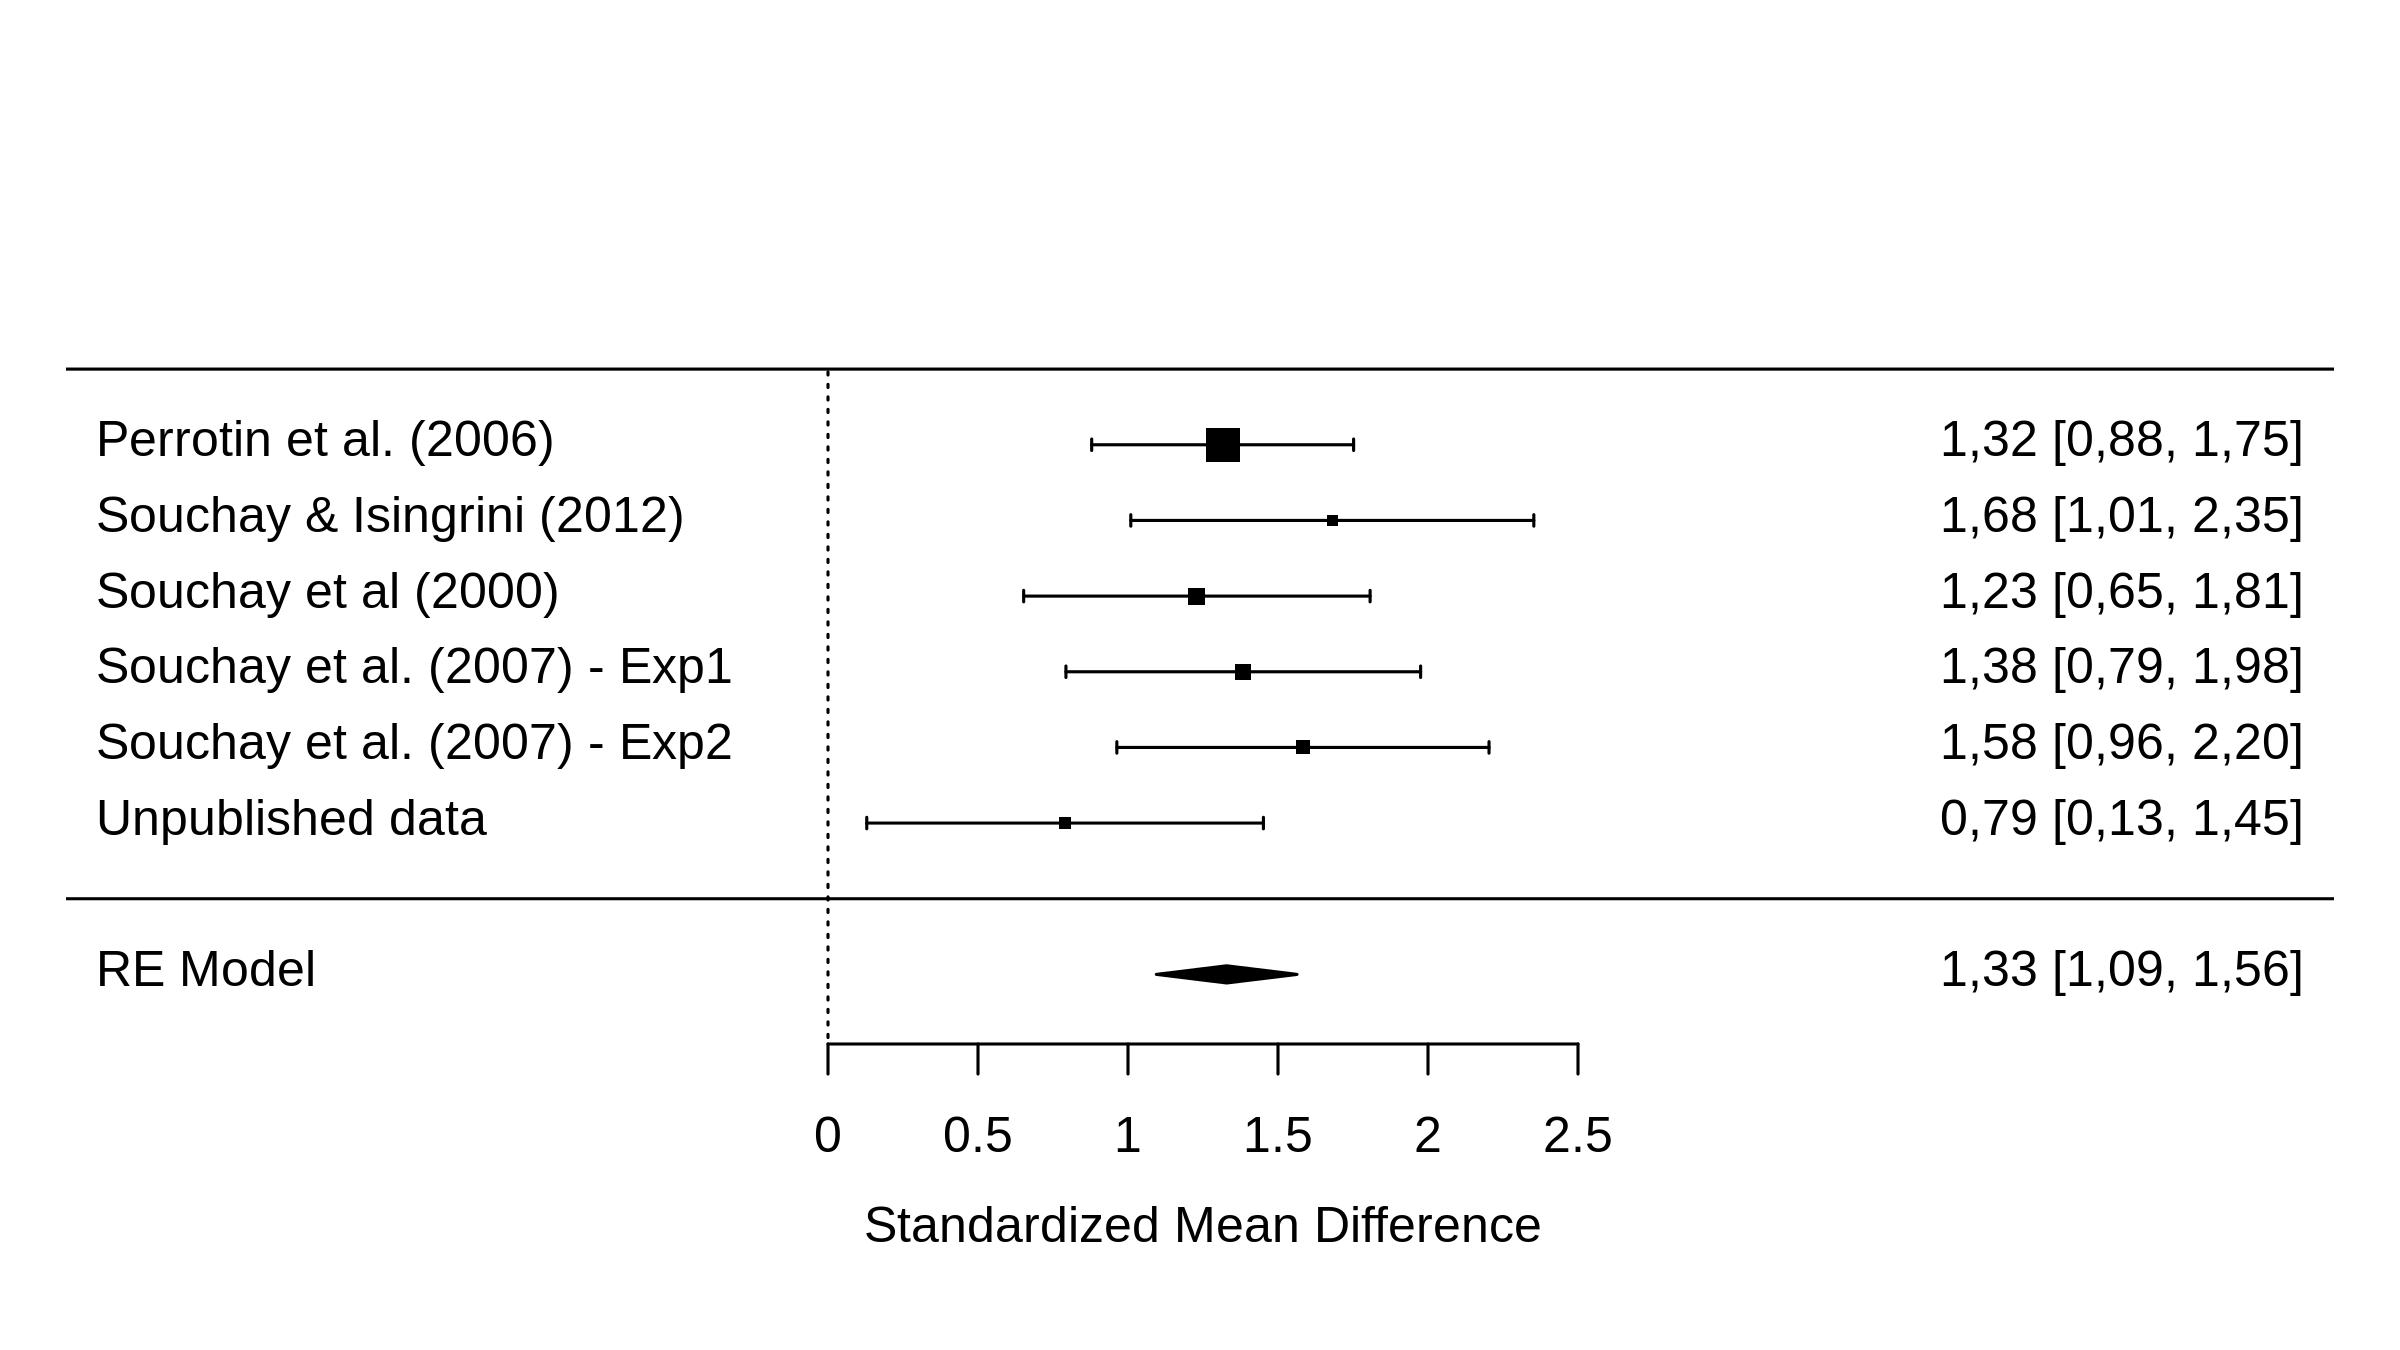 Perrotin et al. (2006) 1,32 [0,88, 1,75]
Souchay & Isingrini (2012) 1,68 [1,01, 2,35]
Souchay et al (2000) 1,23 [0,65, 1,81]
Souchay et al. (2007) - Exp1 1,38 [0,79, 1,98]
Souchay et al. (2007) - Exp2 1,58 [0,96, 2,20]
Unpublished data 0,79 [0,13, 1,45]
RE Model 1,33 [1,09, 1,56]
0 0.5 1 1.5 2 2.5
Standardized Mean Difference